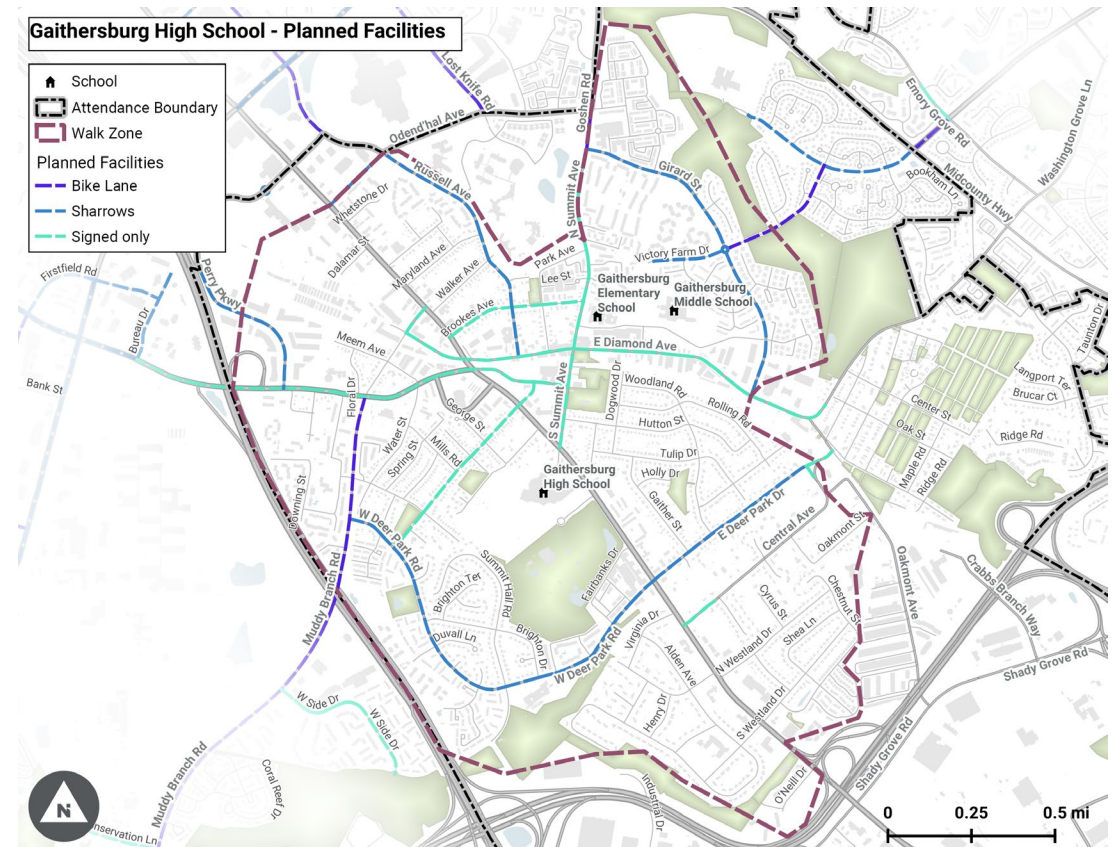 Gaithersburg High School - Planned Facilities
School
Attendance Boundary
Walk Zone
Planned Facilities
Bike Lane
Sharrows
Signed only
Lost Knife Rd
Odend'hal Ave
Goshen Rd
Emory Grove Rd
Washington Grove Ln
Midcounty Hwy
Bookham Ln
Girard St
Russell Ave
Whetstone Dr
N Summit Ave
Victory Farm Dr
Park Ave
Lee St
Dalamar St
Maryland Ave
Walker Ave
Brookes Ave
Gaithersburg
Elementary
School
Gaithersburg
Middle School
Firstfield Rd
Perry Pkwy
Bureau Dr
Meem Ave
E Diamond Ave
Taunton Dr
Langport Ter
Brucar Ct
Bank St
Floral Dr
S Summit Ave
Dogwood Dr
Woodland Rd
Rolling Rd
Center St
Oak St
Ridge Rd
Maple Rd
Ridge Rd
George St
Water St
Spring St
Mills Rd
Hutton St
Tulip Dr
Holly Dr
Gaither St
Gaithersburg
High School
Downing St
W Deer Park Rd
E Deer Park Dr
Central Ave
Oakmont St
Oakmont Ave
Crabbs Branch Way
Muddy Branch Rd
Summit Hall Rd
Brighton Ter
Fairbanks Dr
Duvall Ln
Brighton Dr
Virginia Dr
W Deer Park Rd
Cyrus St
Chestnut St
Shea Ln
N Westland Dr
Alden Ave
Shady Grove Rd
W Side Dr
W Side Dr
Henry Dr
S Westland Dr
Shady Grove Rd
Muddy Branch Rd
Coral Reef Dr
Industrial Dr
O'Neill Dr
nservation Ln
N
0 0.25 0.5 mi